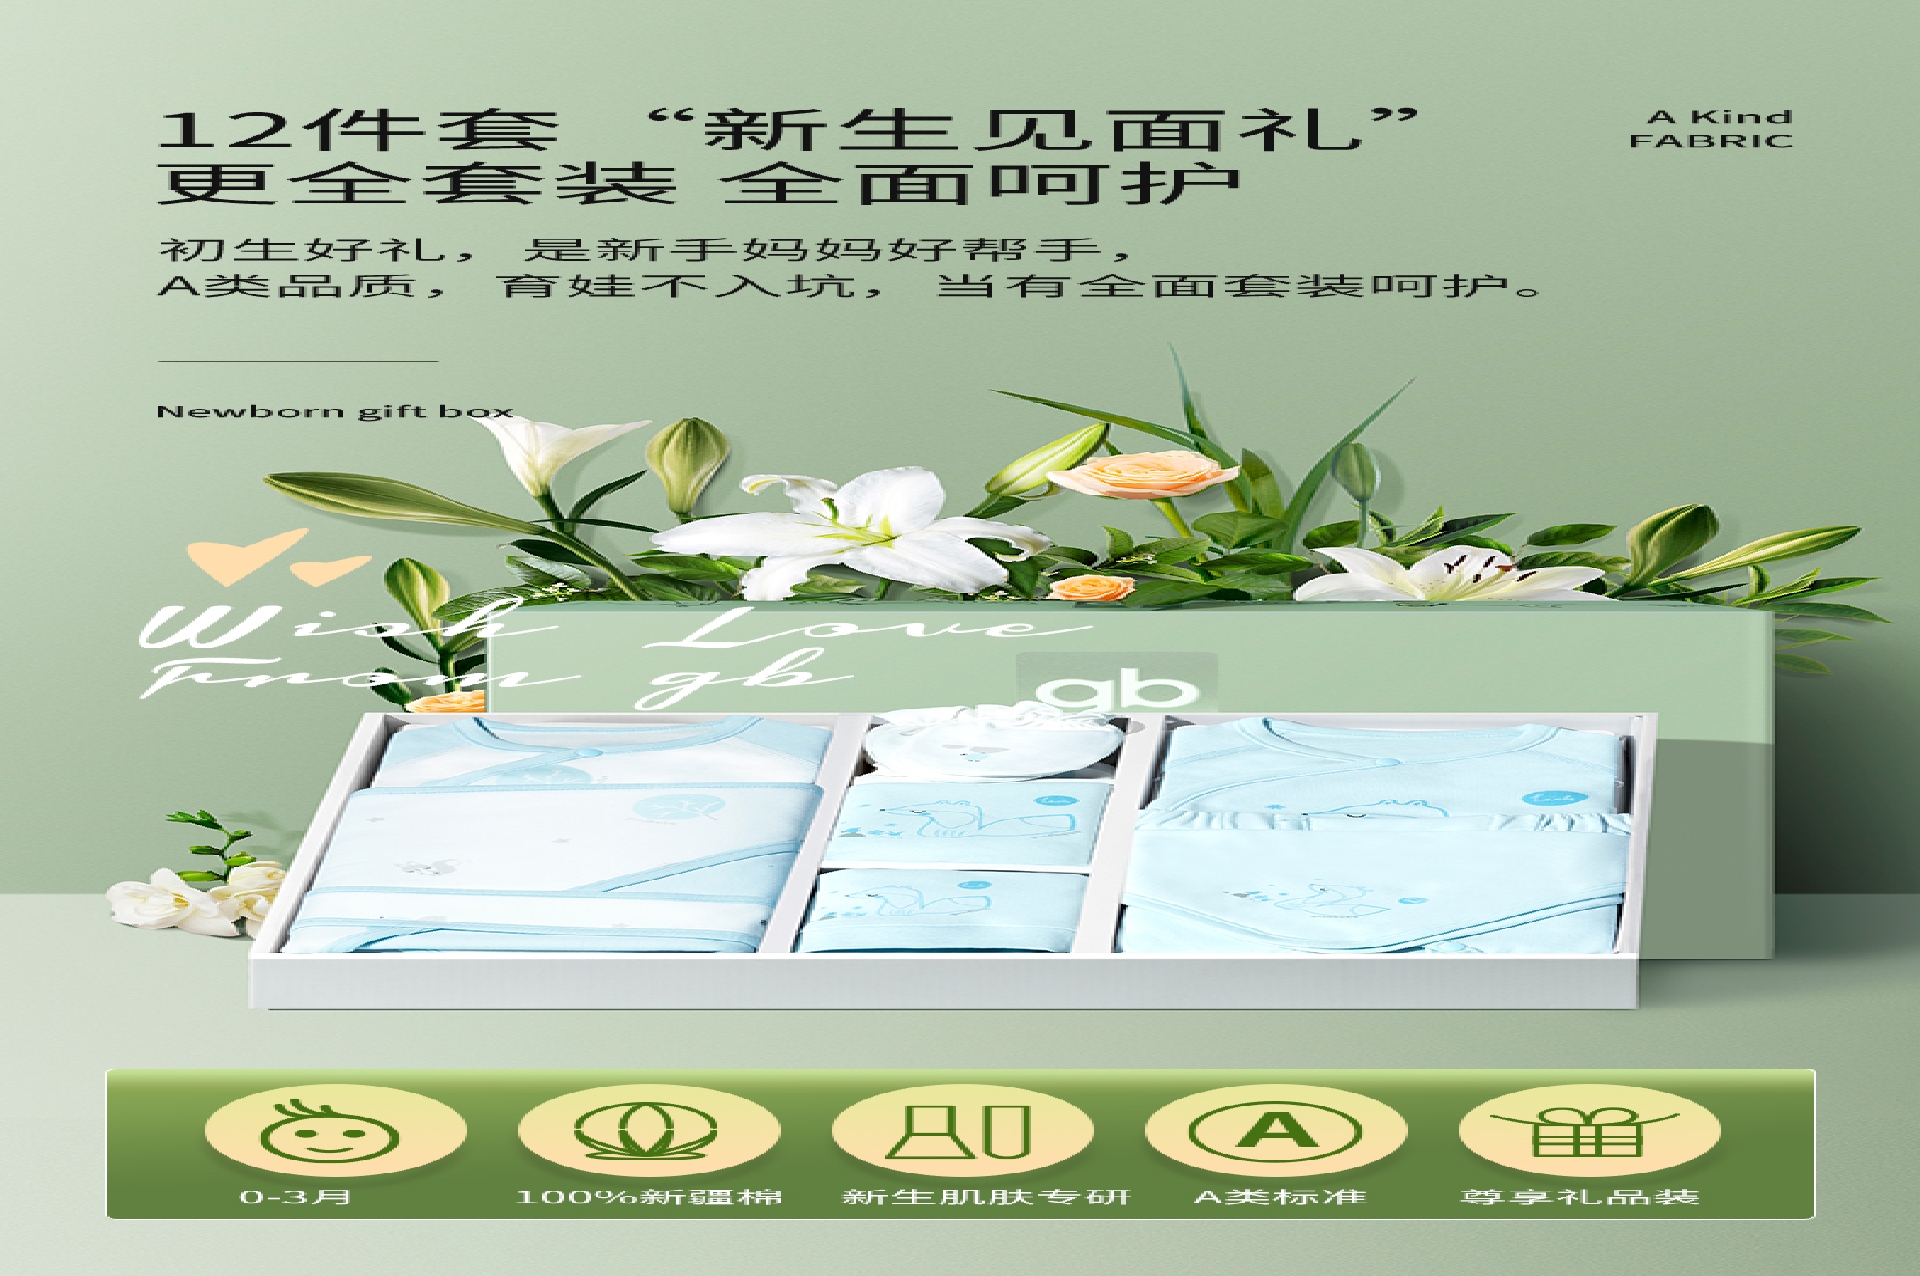 12件套 “新生见面礼”
更全套装 全面呵护
A Kind
FABRIC
初生好礼，是新手妈妈好帮手，
A类品质，育娃不入坑，当有全面套装呵护。
Newborn gift box
Wish Love
From gb
gb
A
0-3月
100%新疆棉
新生肌肤专研
A类标准
尊享礼品装